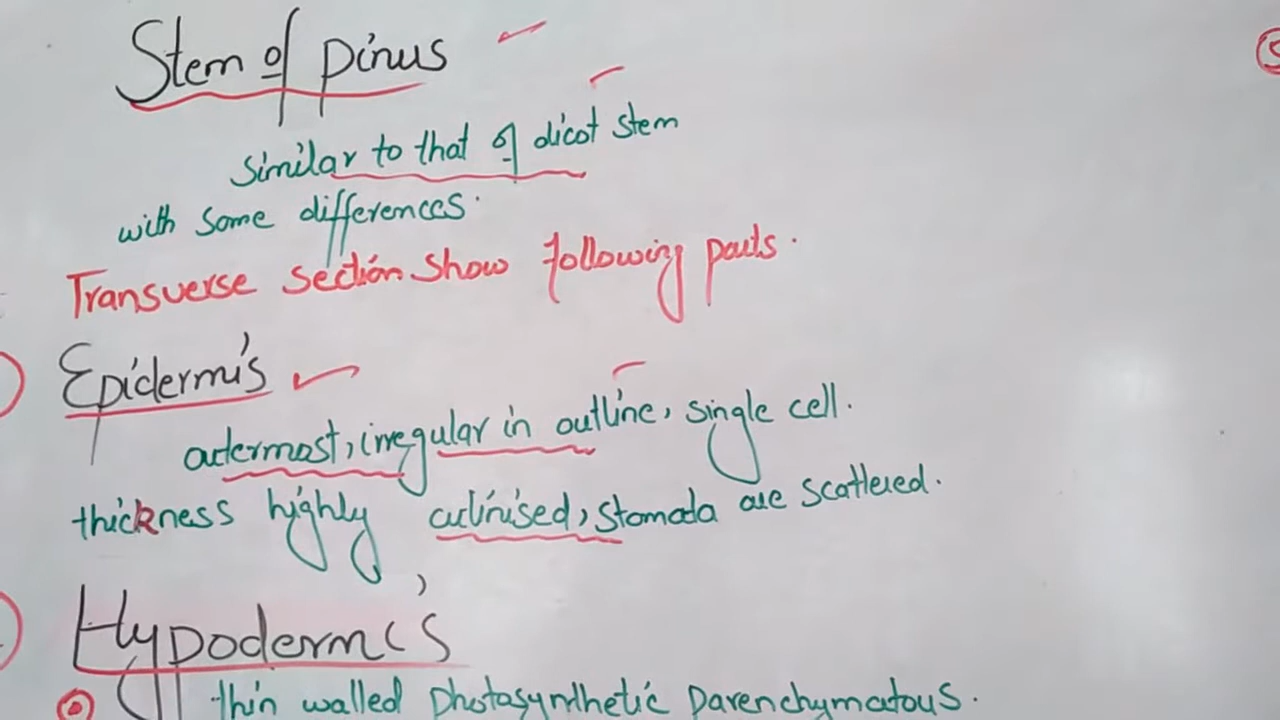 Stem of pinus
similar to that of dicot stem
with some differences.
Transverse section show following parts.
Epidermis
outermost, irregular in outline, single cell.
thickness highly cutinised, stomata are scattered.
Hypodermis
thin walled photosynthetic parenchymatous.